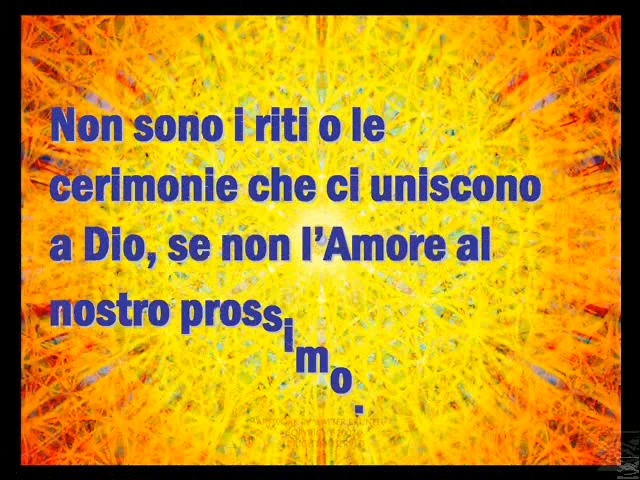 Non sono i riti o le
cerimonie che ci uniscono
a Dio, se non l’Amore al
nostro prossimo.